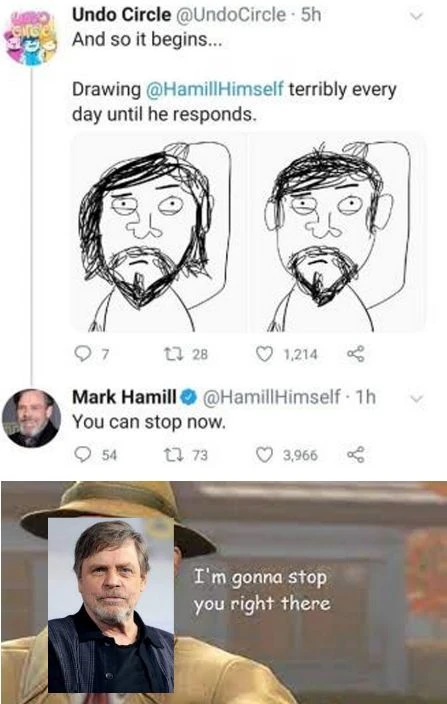 Undo Circle @UndoCircle · 5h
And so it begins...
Drawing @HamillHimself terribly every
day until he responds.
7 28 1,214
Mark Hamill @HamillHimself · 1h
You can stop now.
54 73 3,966
I'm gonna stop
you right there